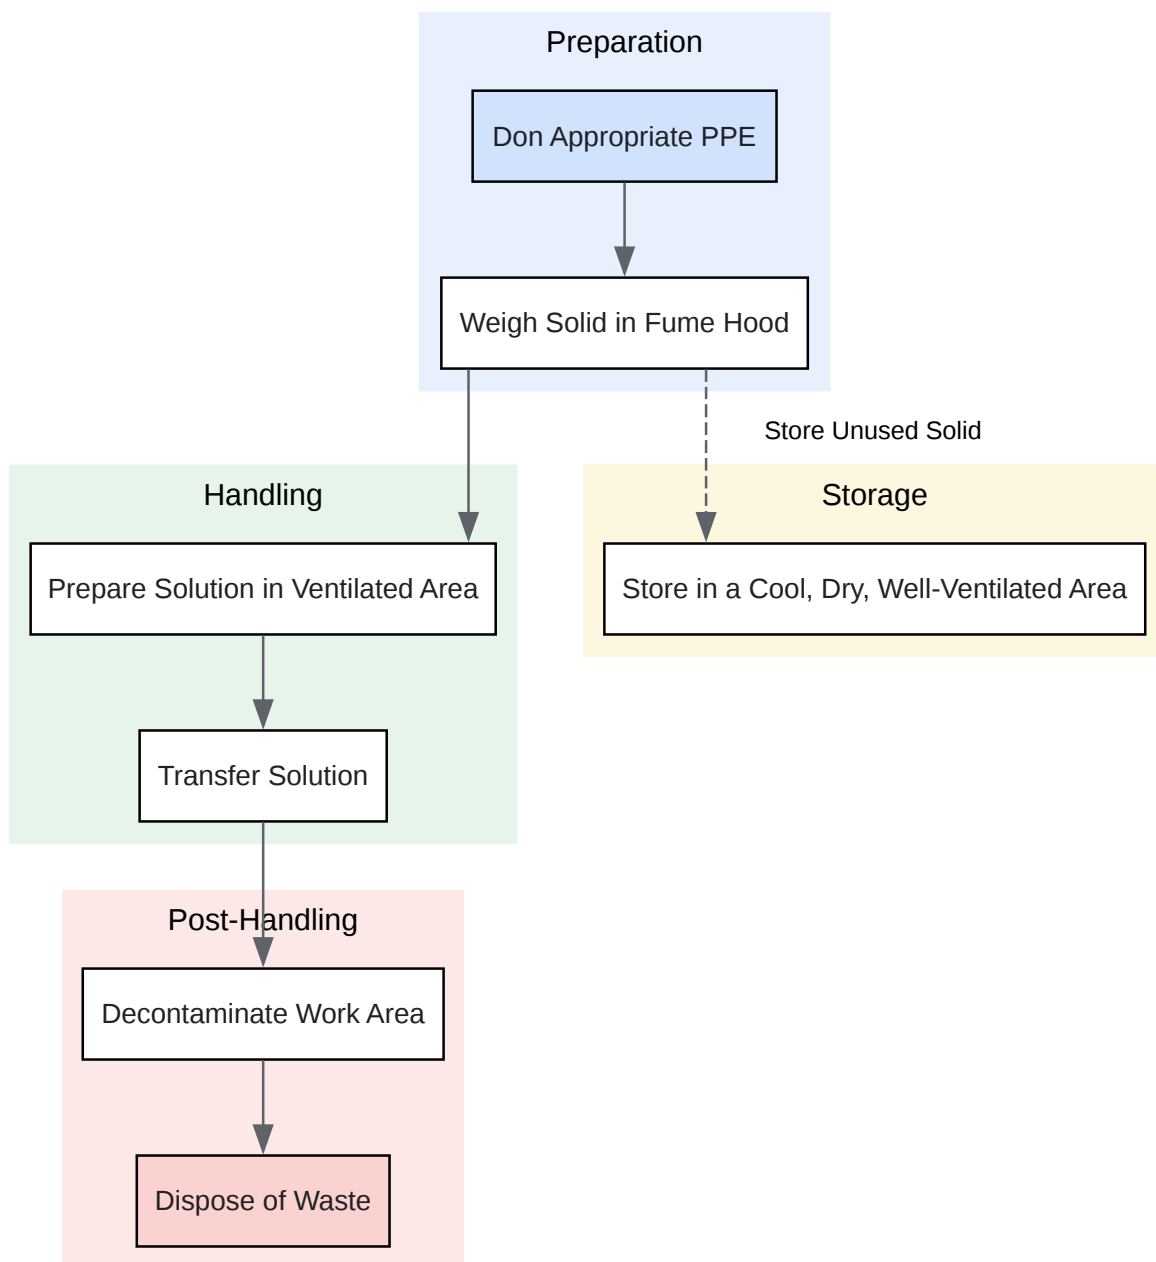 Preparation
Don Appropriate PPE
Weigh Solid in Fume Hood
Store Unused Solid
Handling
Storage
Prepare Solution in Ventilated Area
Store in a Cool, Dry, Well-Ventilated Area
Transfer Solution
Post-Handling
Decontaminate Work Area
Dispose of Waste